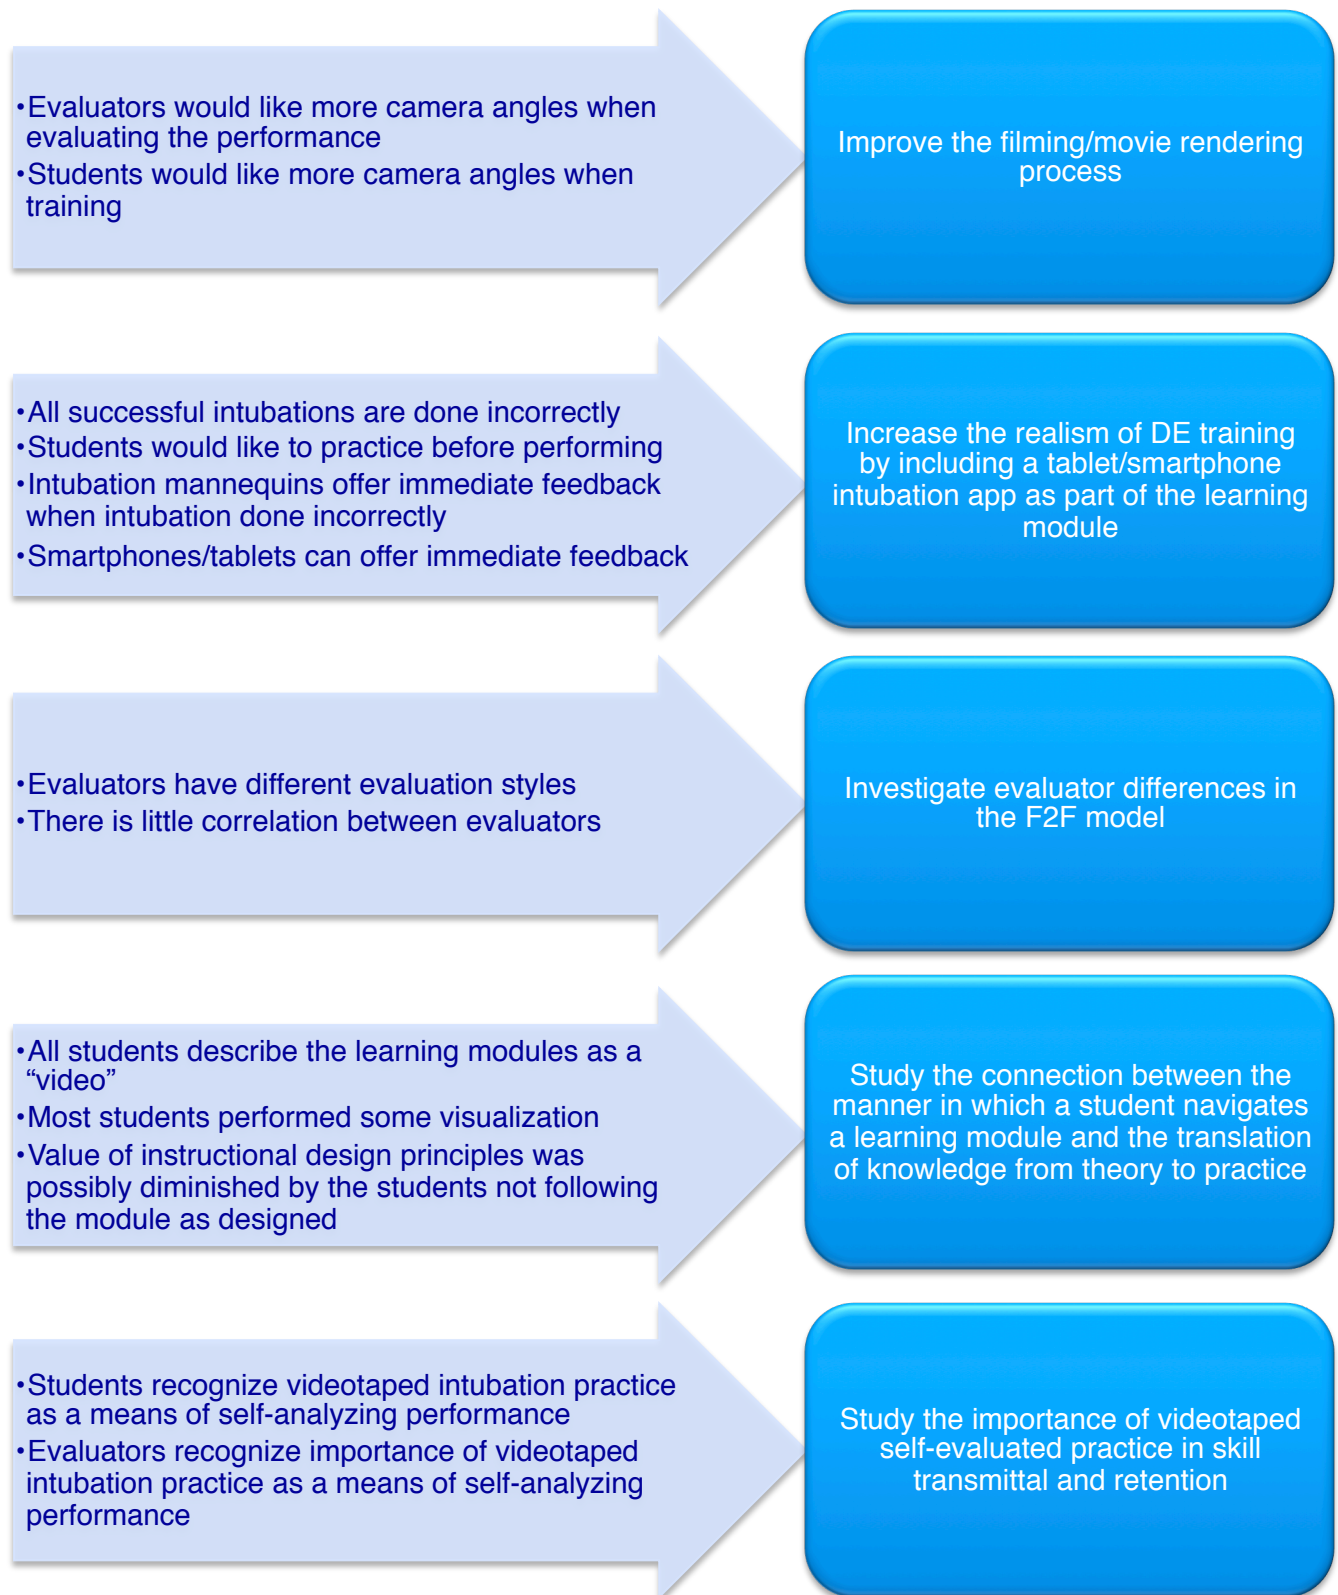 •Evaluators would like more camera angles when
evaluating the performance
•Students would like more camera angles when
training
Improve the filming/movie rendering
process
•All successful intubations are done incorrectly
•Students would like to practice before performing
•Intubation mannequins offer immediate feedback
when intubation done incorrectly
•Smartphones/tablets can offer immediate feedback
Increase the realism of DE training
by including a tablet/smartphone
intubation app as part of the learning
module
•Evaluators have different evaluation styles
•There is little correlation between evaluators
Investigate evaluator differences in
the F2F model
•All students describe the learning modules as a
“video”
•Most students performed some visualization
•Value of instructional design principles was
possibly diminished by the students not following
the module as designed
Study the connection between the
manner in which a student navigates
a learning module and the translation
of knowledge from theory to practice
•Students recognize videotaped intubation practice
as a means of self-analyzing performance
•Evaluators recognize importance of videotaped
intubation practice as a means of self-analyzing
performance
Study the importance of videotaped
self-evaluated practice in skill
transmittal and retention